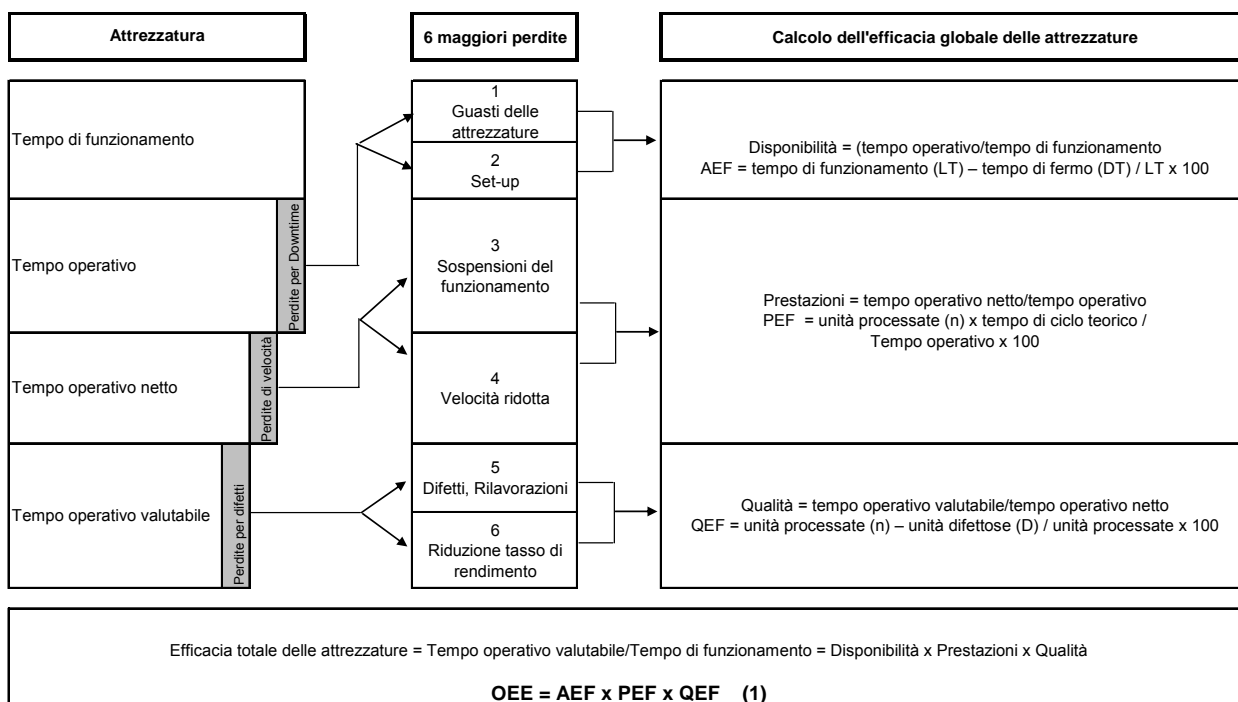 Attrezzatura
6 maggiori perdite
Calcolo dell'efficacia globale delle attrezzature
Tempo di funzionamento
1
Guasti delle
attrezzature
2
Set-up
Disponibilità = (tempo operativo/tempo di funzionamento
AEF = tempo di funzionamento (LT) – tempo di fermo (DT) / LT x 100
Tempo operativo
Perdite per Downtime
3
Sospensioni del
funzionamento
Prestazioni = tempo operativo netto/tempo operativo
PEF = unità processate (n) x tempo di ciclo teorico /
Tempo operativo x 100
Tempo operativo netto
Perdite di velocità
4
Velocità ridotta
Tempo operativo valutabile
Perdite per difetti
5
Difetti, Rilavorazioni
6
Riduzione tasso di
rendimento
Qualità = tempo operativo valutabile/tempo operativo netto
QEF = unità processate (n) – unità difettose (D) / unità processate x 100
Efficacia totale delle attrezzature = Tempo operativo valutabile/Tempo di funzionamento = Disponibilità x Prestazioni x Qualità
OEE = AEF x PEF x QEF (1)